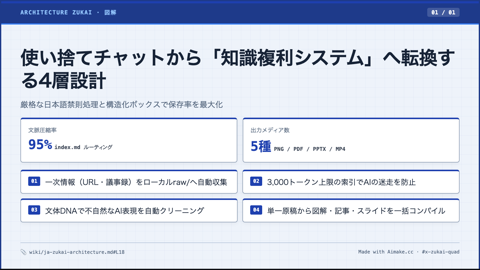 ARCHITECTURE ZUKAI · 図解
01 / 01
使い捨てチャットから「知識複利システム」へ転換す
る4層設計
厳格な日本語禁則処理と構造化ボックスで保存率を最大化
文脈圧縮率
95% index.md ルーティング
出力メディア数
5種 PNG / PDF / PPTX / MP4
01 一次情報（URL・議事録）をローカルraw/へ自動収集
02 3,000トークン上限の索引でAIの迷走を防止
03 文体DNAで不自然なAI表現を自動クリーニング
04 単一原稿から図解・記事・スライドを一括コンパイル
wiki/ja-zukai-architecture.md#L18
Made with Aimake.cc · #x-zukai-quad